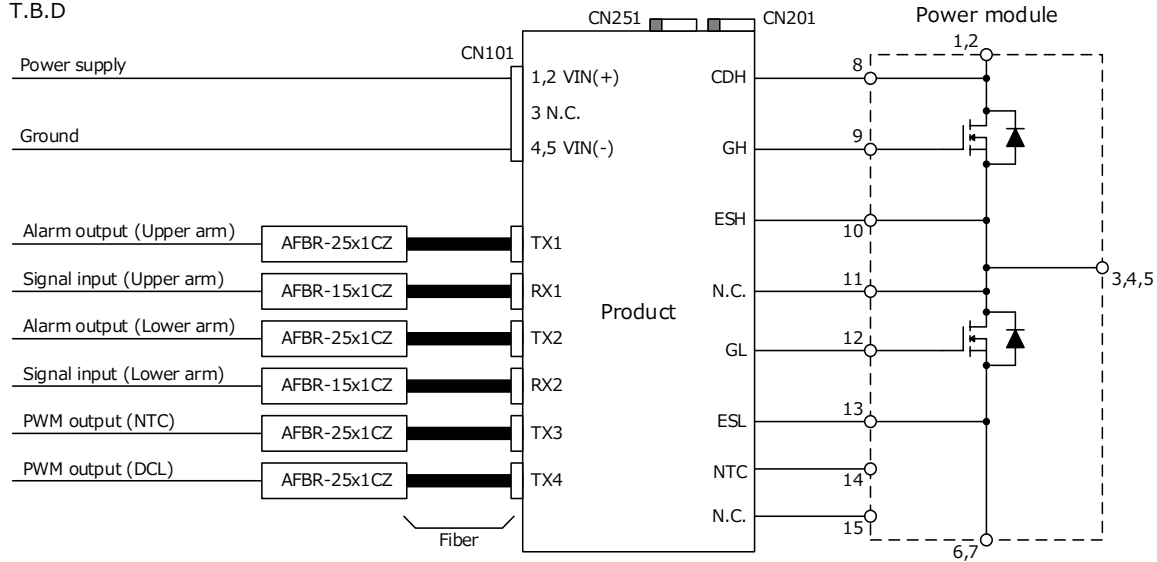 T.B.D
CN251
CN201
Power module
CN101
1,2
Power supply
1,2 VIN(+)
CDH
8
3 N.C.
Ground
4,5 VIN(-)
GH
9
Alarm output (Upper arm)
AFBR-25x1CZ
TX1
ESH
10
Signal input (Upper arm)
AFBR-15x1CZ
RX1
N.C.
11
3,4,5
Product
Alarm output (Lower arm)
AFBR-25x1CZ
TX2
GL
12
Signal input (Lower arm)
AFBR-15x1CZ
RX2
PWM output (NTC)
AFBR-25x1CZ
TX3
ESL
13
PWM output (DCL)
AFBR-25x1CZ
TX4
NTC
14
N.C.
15
Fiber
6,7